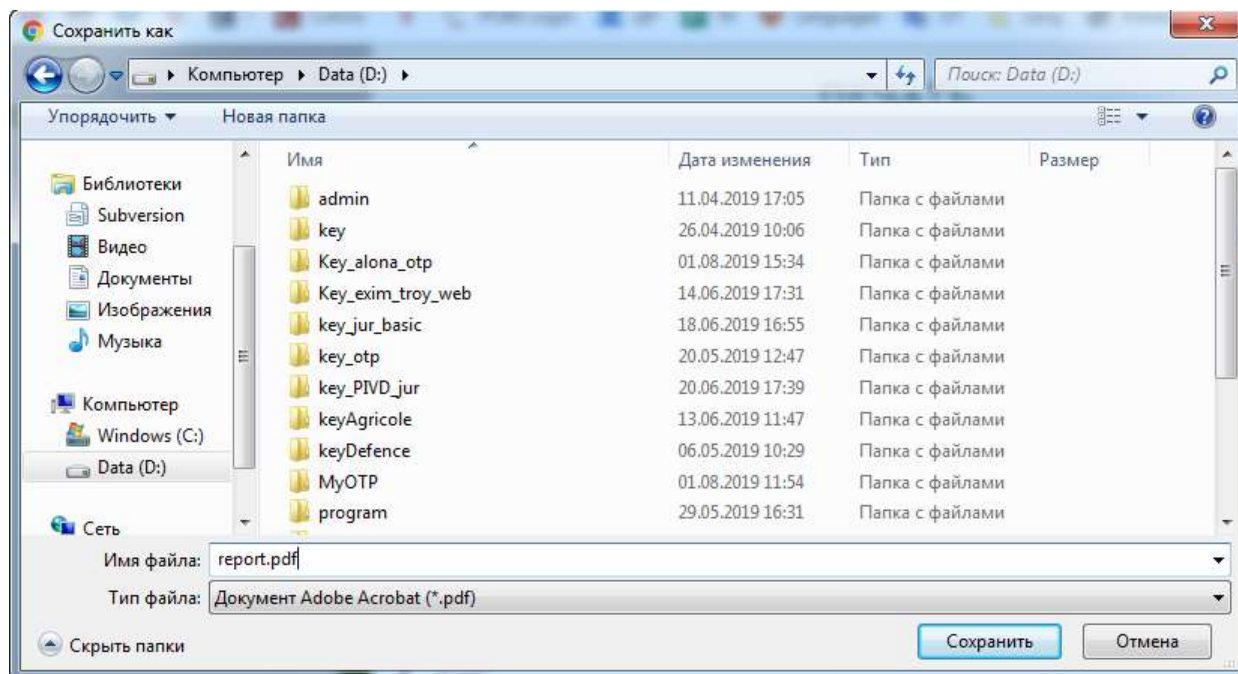 Сохранить как
Компьютер Data (D:)
Поиск: Data (D:)
Упорядочить Новая папка
Имя Дата изменения Тип Размер
Библиотеки
Subversion
Видео
Документы
Изображения
Музыка
Компьютер
Windows (C:)
Data (D:)
Сеть
admin 11.04.2019 17:05 Папка с файлами
key 26.04.2019 10:06 Папка с файлами
Key_alona_otp 01.08.2019 15:34 Папка с файлами
Key_exim_troy_web 14.06.2019 17:31 Папка с файлами
key_jur_basic 18.06.2019 16:55 Папка с файлами
key_otp 20.05.2019 12:47 Папка с файлами
key_PIVD_jur 20.06.2019 17:39 Папка с файлами
keyAgricole 13.06.2019 11:47 Папка с файлами
keyDefence 06.05.2019 10:29 Папка с файлами
MyOTP 01.08.2019 11:54 Папка с файлами
program 29.05.2019 16:31 Папка с файлами
Имя файла: report.pdf
Тип файла: Документ Adobe Acrobat (*.pdf)
Скрыть папки Сохранить Отмена